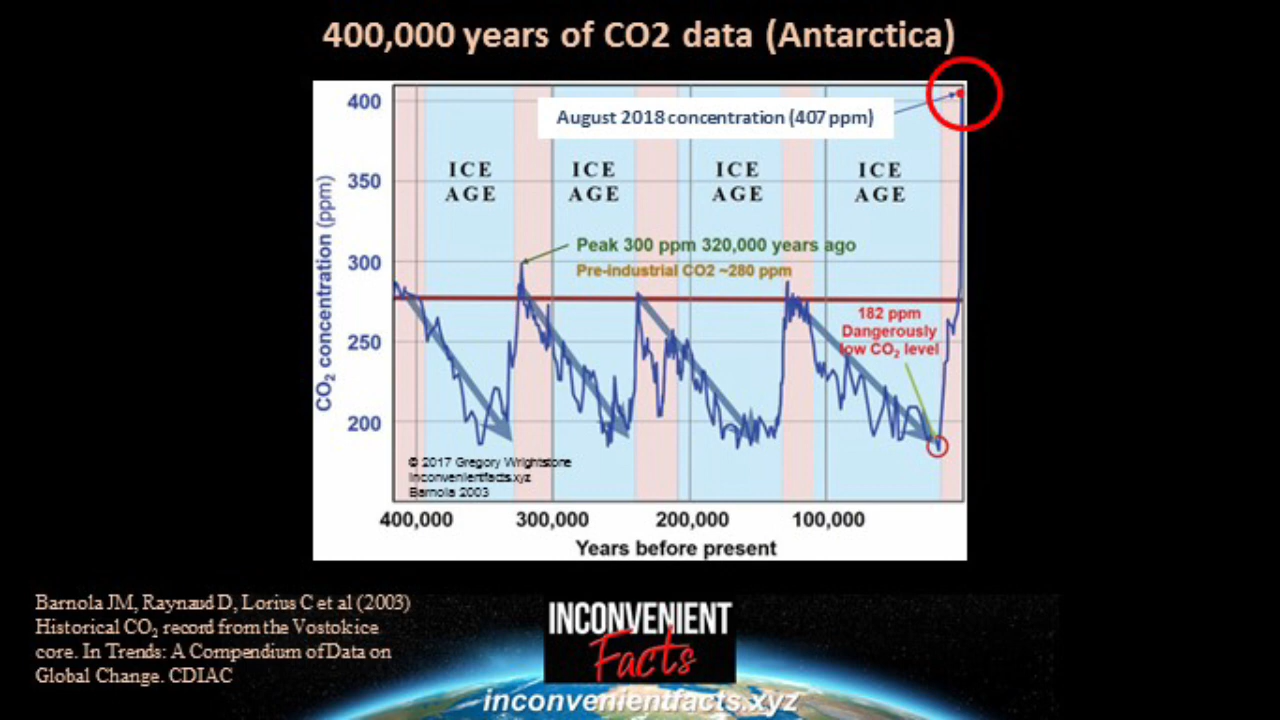 400,000 years of CO2 data (Antarctica)
400
350
300
250
200
CO₂ concentration (ppm)
August 2018 concentration (407 ppm)
ICE
AGE
ICE
AGE
ICE
AGE
ICE
AGE
Peak 300 ppm 320,000 years ago
Pre-industrial CO2 ~280 ppm
182 ppm
Dangerously
low CO₂ level
© 2017 Gregory Wrightstone
inconvenientfacts.xyz
Barnola 2003
400,000
300,000
200,000
100,000
Years before present
Barnola JM, Raynaud D, Lorius C et al (2003)
Historical CO₂ record from the Vostok ice
core. In Trends: A Compendium of Data on
Global Change. CDIAC
INCONVENIENT
Facts
inconvenientfacts.xyz